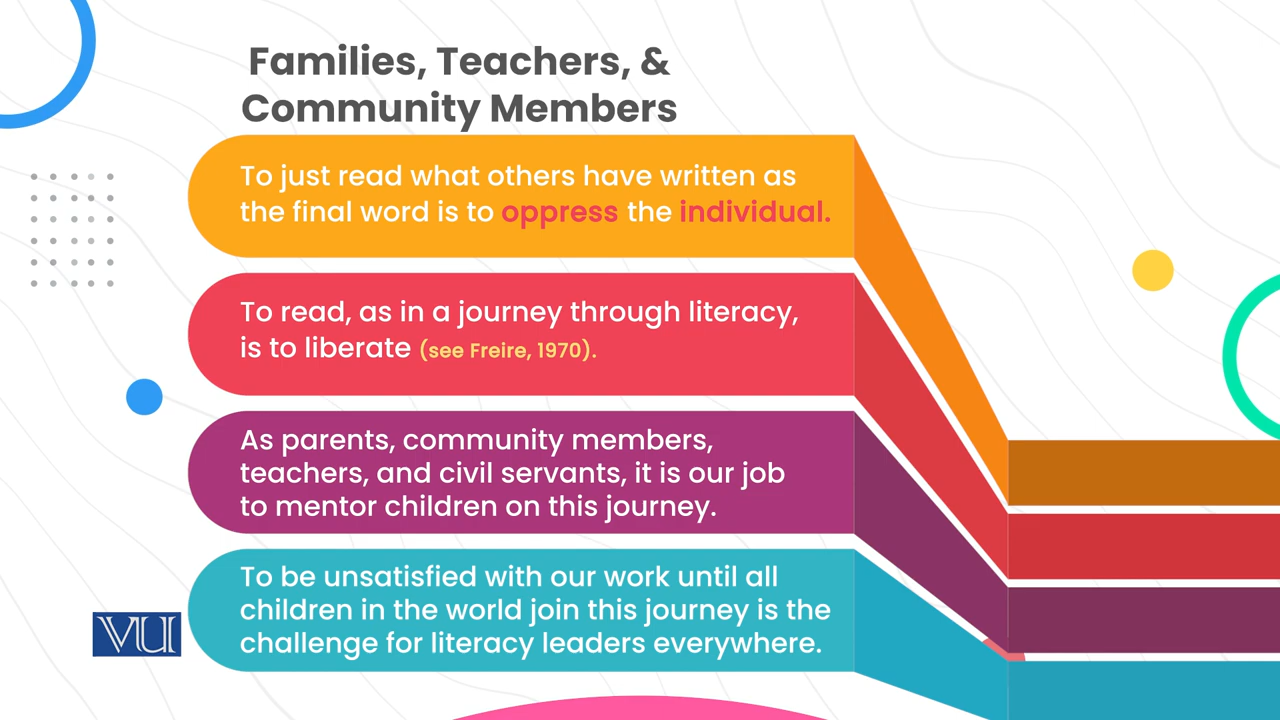 Families, Teachers, &
Community Members
To just read what others have written as
the final word is to oppress the individual.
To read, as in a journey through literacy,
is to liberate (see Freire, 1970).
As parents, community members,
teachers, and civil servants, it is our job
to mentor children on this journey.
To be unsatisfied with our work until all
children in the world join this journey is the
challenge for literacy leaders everywhere.
VU